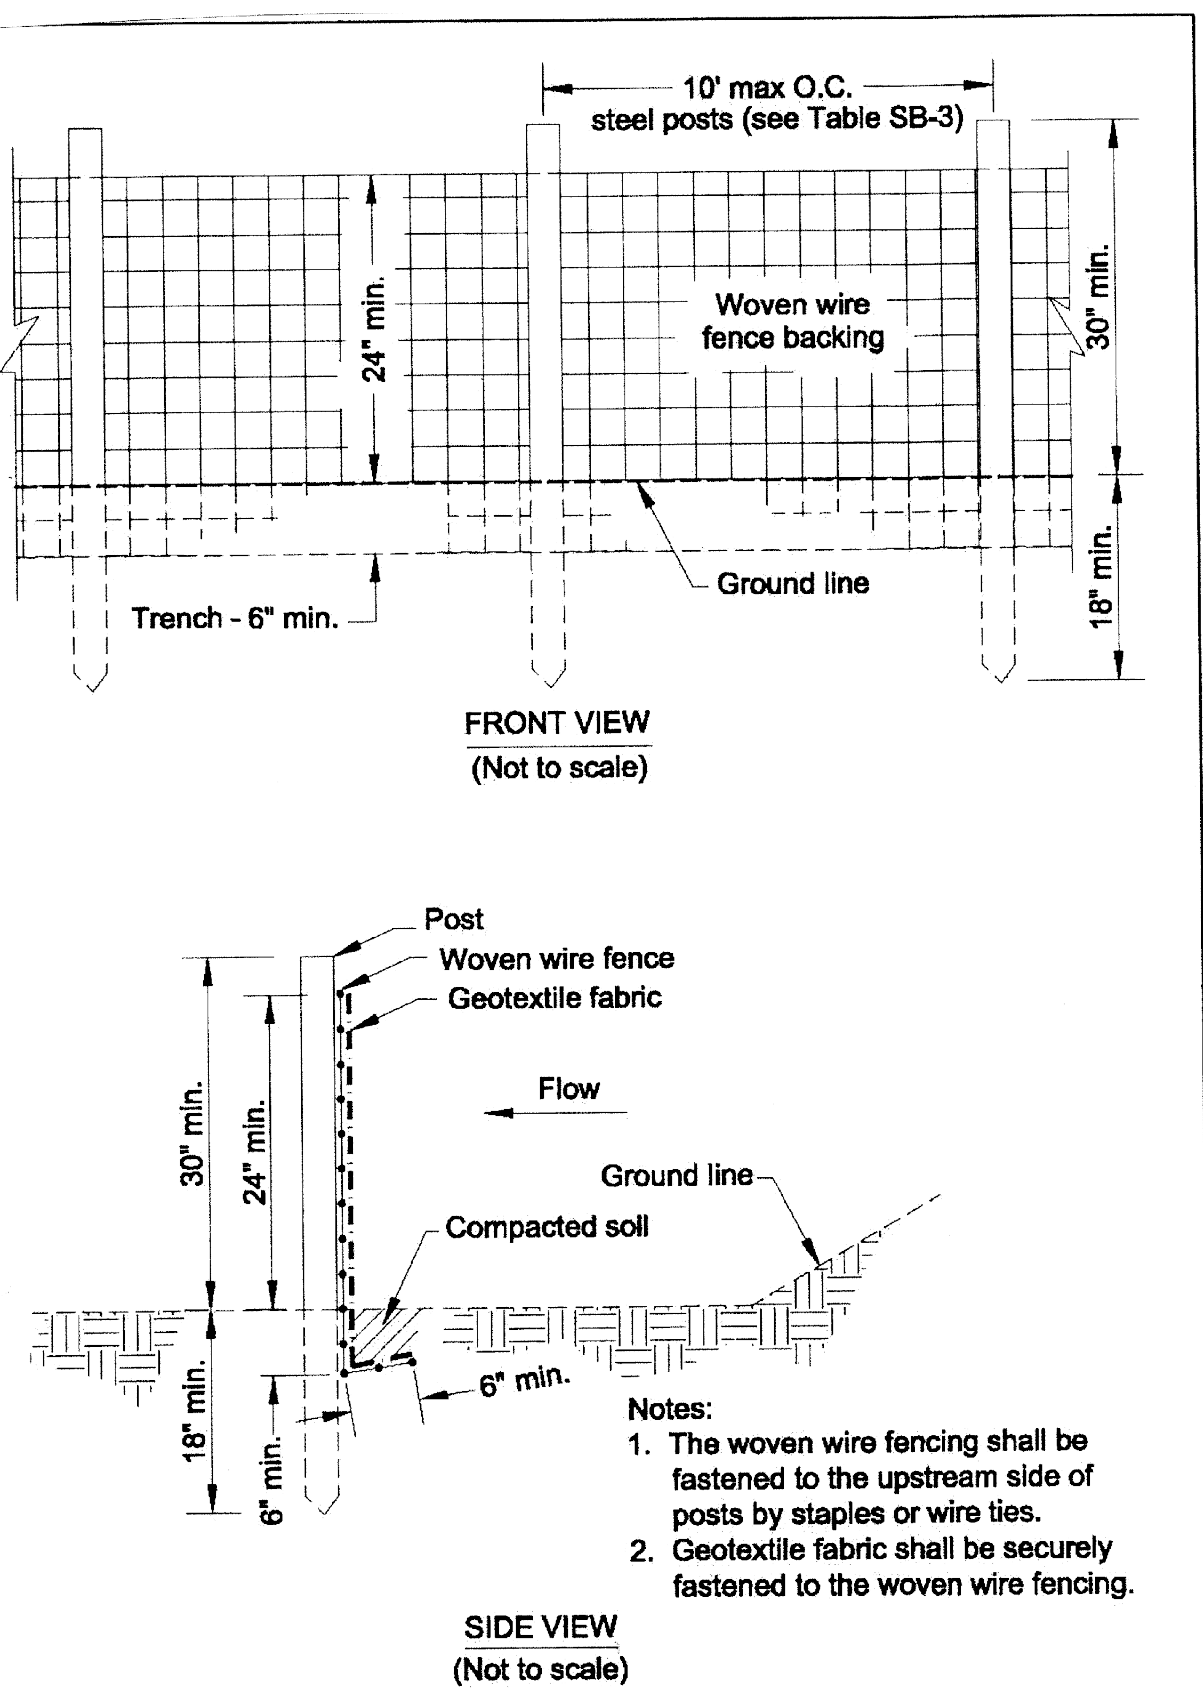 10' max O.C.
steel posts (see Table SB-3)
24" min.
Woven wire
fence backing
30" min.
Ground line
18" min.
Trench - 6" min.
FRONT VIEW
(Not to scale)
Post
Woven wire fence
Geotextile fabric
Flow
30" min.
24" min.
Ground line
Compacted soil
6" min.
18" min.
6" min.
Notes:
1. The woven wire fencing shall be
fastened to the upstream side of
posts by staples or wire ties.
2. Geotextile fabric shall be securely
fastened to the woven wire fencing.
SIDE VIEW
(Not to scale)